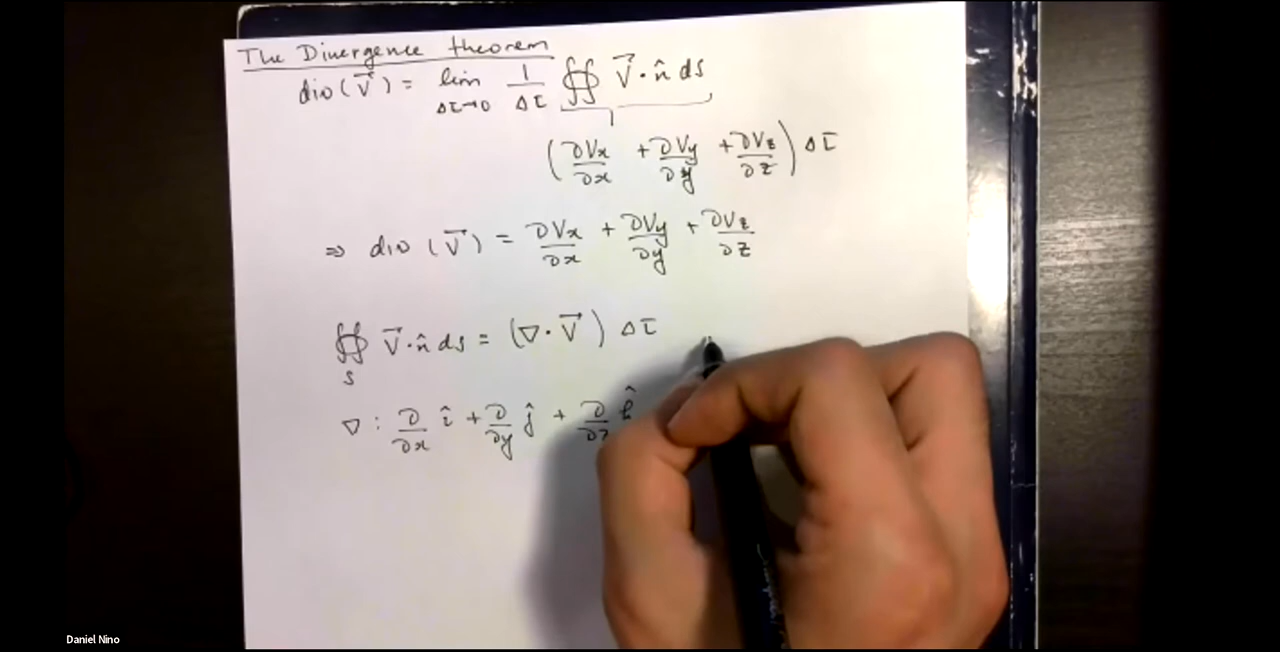 The Divergence theorem
div(V⃗) = lim Δτ→0 1/Δτ ∯ V⃗·n̂ ds
(∂Vx/∂x + ∂Vy/∂y + ∂Vz/∂z) Δτ
⇒ div (V⃗) = ∂Vx/∂x + ∂Vy/∂y + ∂Vz/∂z
∯S V⃗·n̂ ds = (∇·V⃗) Δτ
∇ : ∂/∂x î + ∂/∂y ĵ + ∂/∂z k̂
Daniel Nino